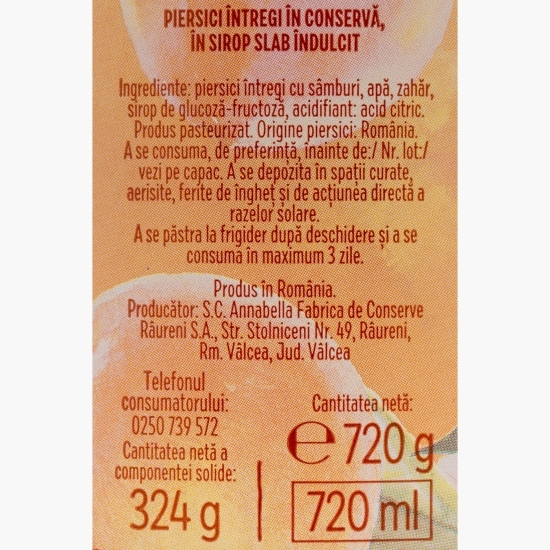 PIERSICI ÎNTREGI ÎN CONSERVĂ,
ÎN SIROP SLAB ÎNDULCIT
Ingrediente: piersici întregi cu sâmburi, apă, zahăr,
sirop de glucoză-fructoză, acidifiant: acid citric.
Produs pasteurizat. Origine piersici: România.
A se consuma, de preferință, înainte de:/ Nr. lot:/
vezi pe capac. A se depozita în spații curate,
aerisite, ferite de îngheț și de acțiunea directă a
razelor solare.
A se păstra la frigider după deschidere și a se
consuma în maximum 3 zile.
Produs în România.
Producător: S.C. Annabella Fabrica de Conserve
Râureni S.A., Str. Stolniceni Nr. 49, Râureni,
Rm. Vâlcea, Jud. Vâlcea
Telefonul
consumatorului:
0250 739 572
Cantitatea netă a
componentei solide:
324 g
Cantitatea netă:
℮ 720 g
720 ml